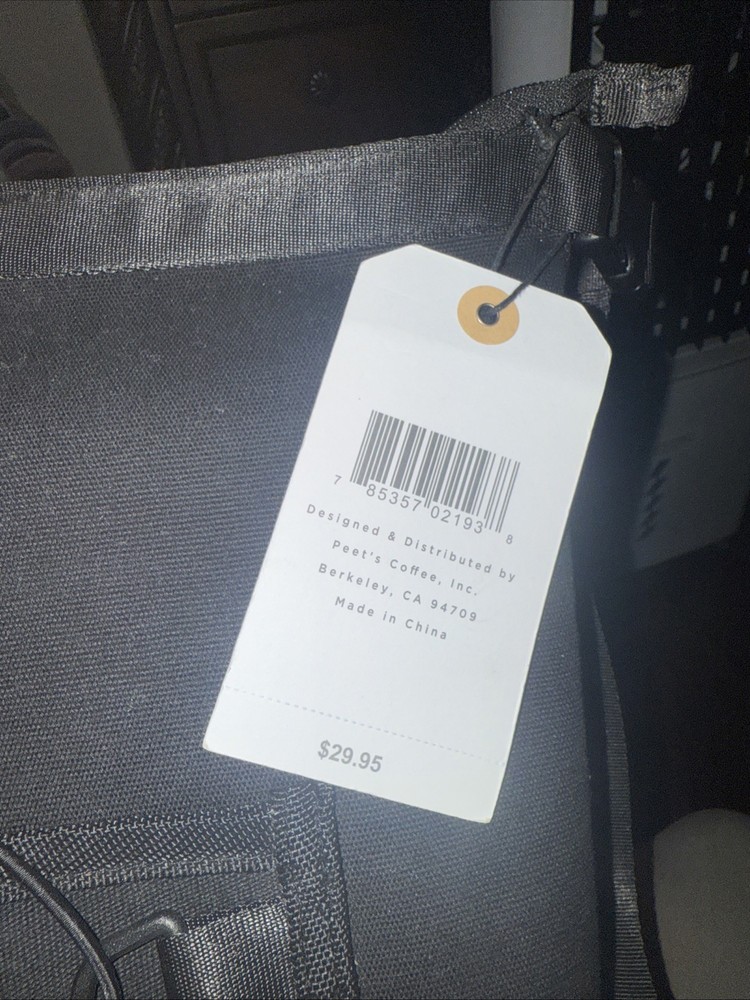 7 85357 02193 8
Designed & Distributed by
Peet's Coffee, Inc.
Berkeley, CA 94709
Made in China
$29.95